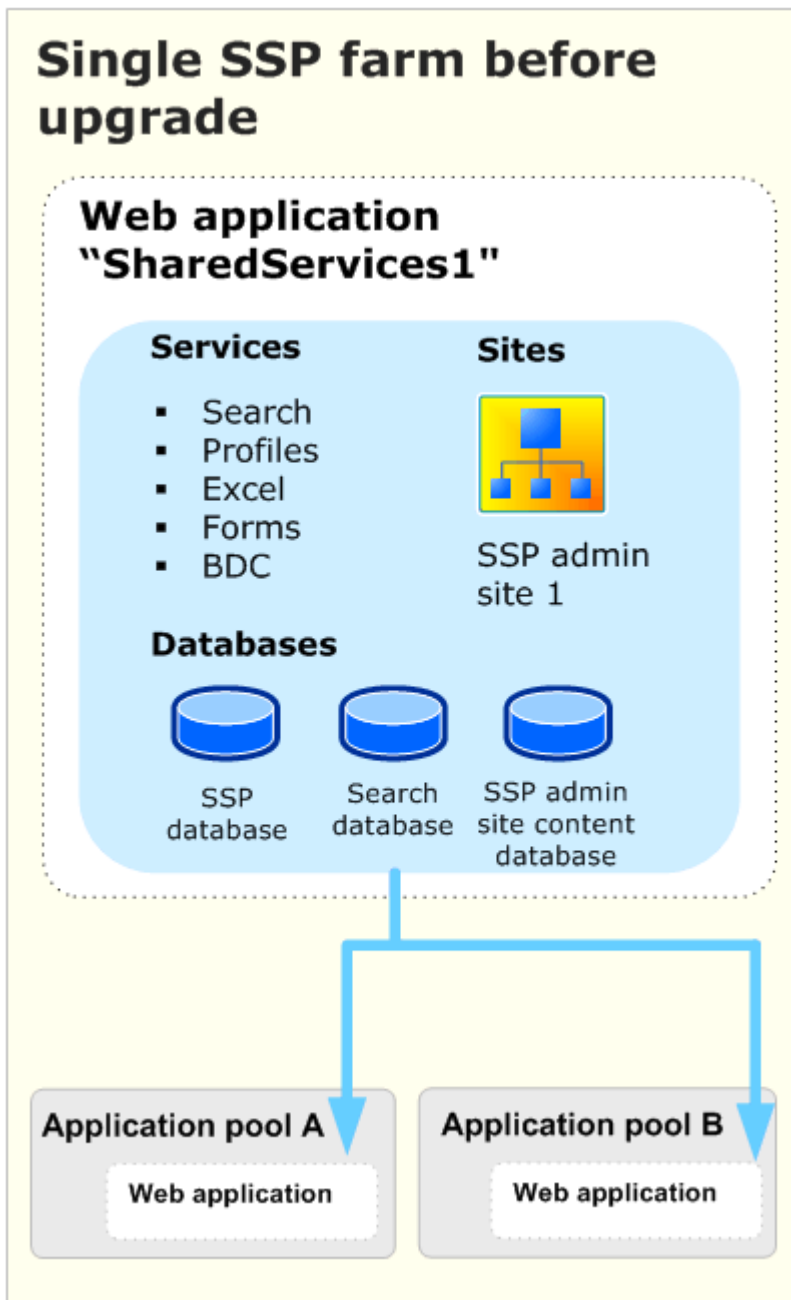 Single SSP farm before
upgrade
Web application
“SharedServices1"
Services
▪ Search
▪ Profiles
▪ Excel
▪ Forms
▪ BDC
Sites
SSP admin
site 1
Databases
SSP
database
Search
database
SSP admin
site content
database
Application pool A
Web application
Application pool B
Web application